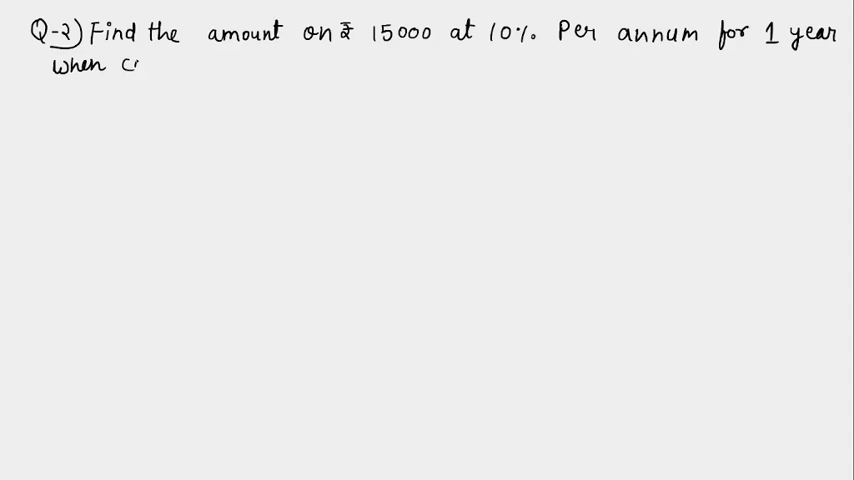 Q-2) Find the amount on ₹ 15000 at 10%. Per annum for 1 year
when